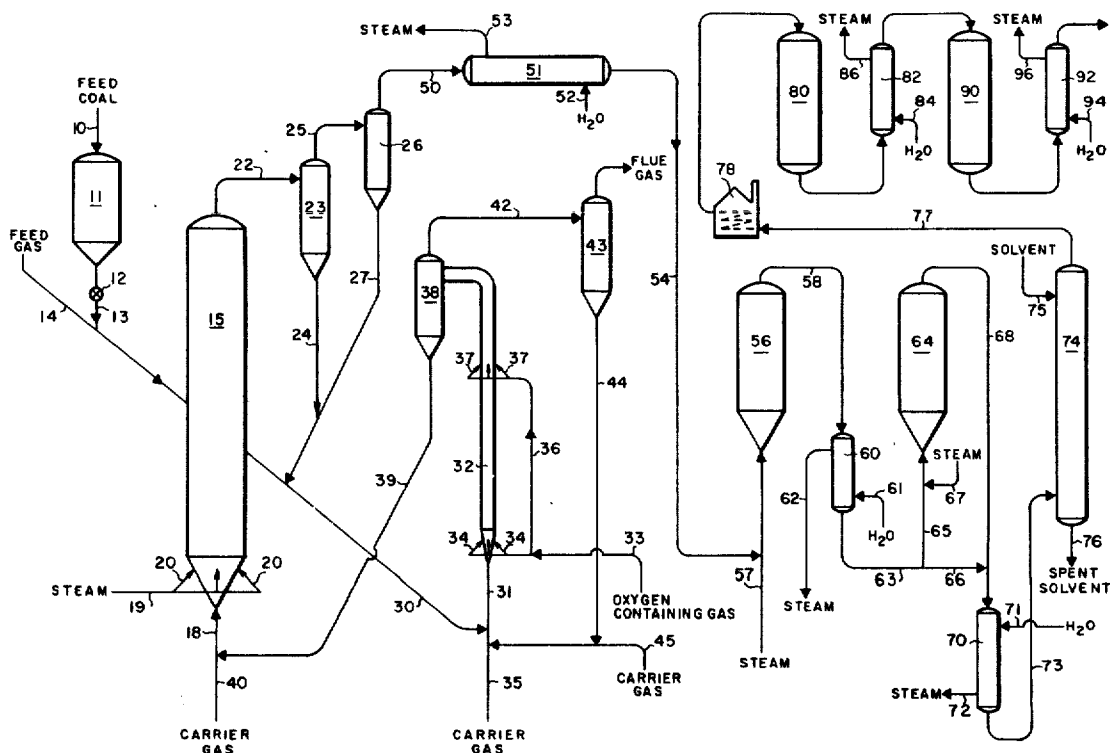 STEAM
53
50
51
52
H2O
STEAM
86
80
82
84
H2O
STEAM
96
90
92
94
H2O
FEED
COAL
10
11
12
13
FEED
GAS
14
15
22
25
23
26
24
27
42
FLUE
GAS
43
38
37
37
44
54
32
36
39
34
34
33
OXYGEN
CONTAINING GAS
31
30
20
20
STEAM
19
18
40
CARRIER
GAS
35
CARRIER
GAS
45
CARRIER
GAS
78
77
58
56
60
61
H2O
62
STEAM
57
STEAM
63
64
STEAM
67
65
66
68
SOLVENT
75
74
76
SPENT
SOLVENT
71
H2O
70
73
STEAM
72